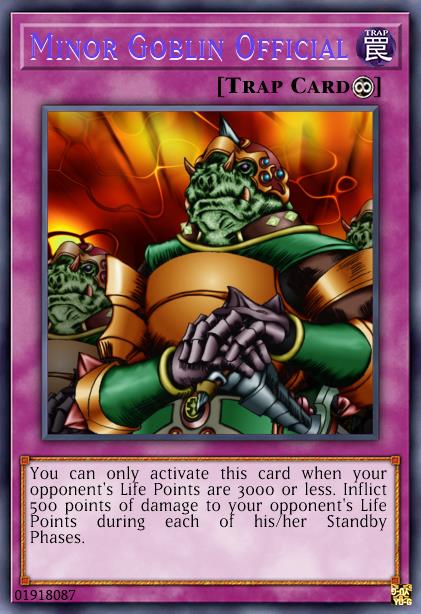 Minor Goblin Official
TRAP
罠
[Trap Card∞]
You can only activate this card when your
opponent's Life Points are 3000 or less. Inflict
500 points of damage to your opponent's Life
Points during each of his/her Standby
Phases.
01918087